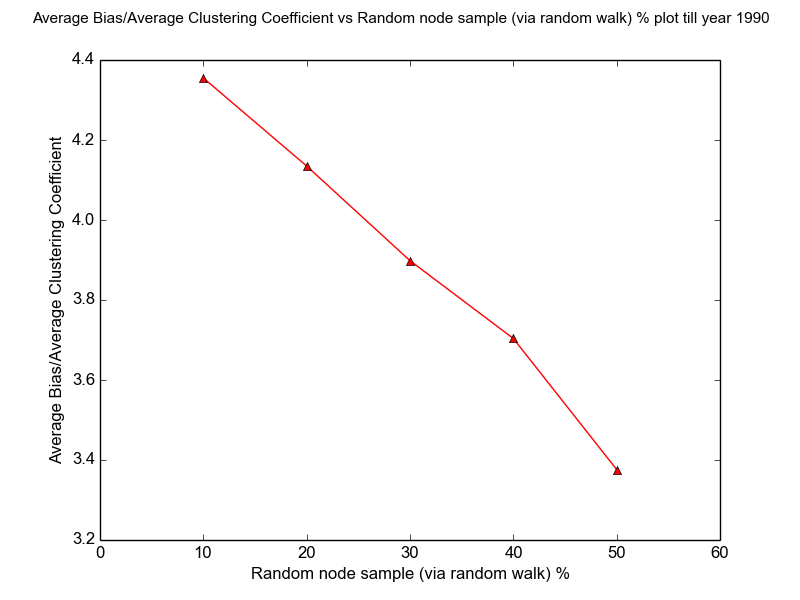 Average Bias/Average Clustering Coefficient vs Random node sample (via random walk) % plot till year 1990
4.4
4.2
4.0
3.8
3.6
3.4
3.2
Average Bias/Average Clustering Coefficient
0 10 20 30 40 50 60
Random node sample (via random walk) %